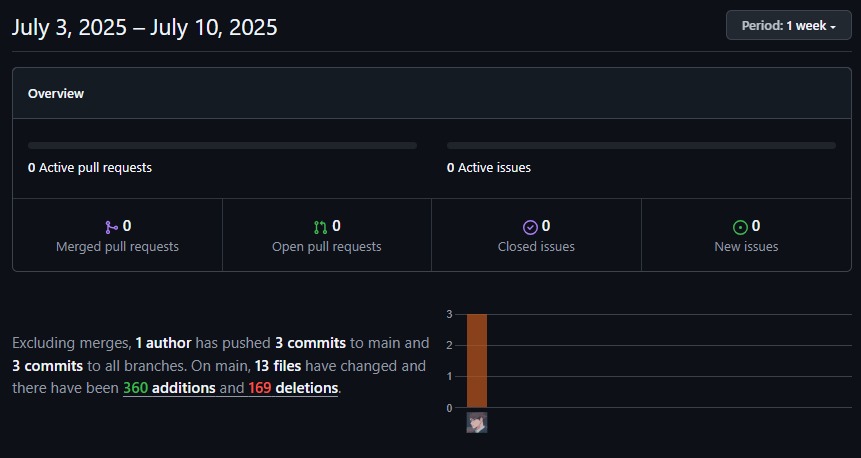 July 3, 2025 – July 10, 2025
Period: 1 week
Overview
0 Active pull requests
0 Active issues
0
Merged pull requests
0
Open pull requests
0
Closed issues
0
New issues
Excluding merges, 1 author has pushed 3 commits to main and
3 commits to all branches. On main, 13 files have changed and
there have been 360 additions and 169 deletions.
3
2
1
0